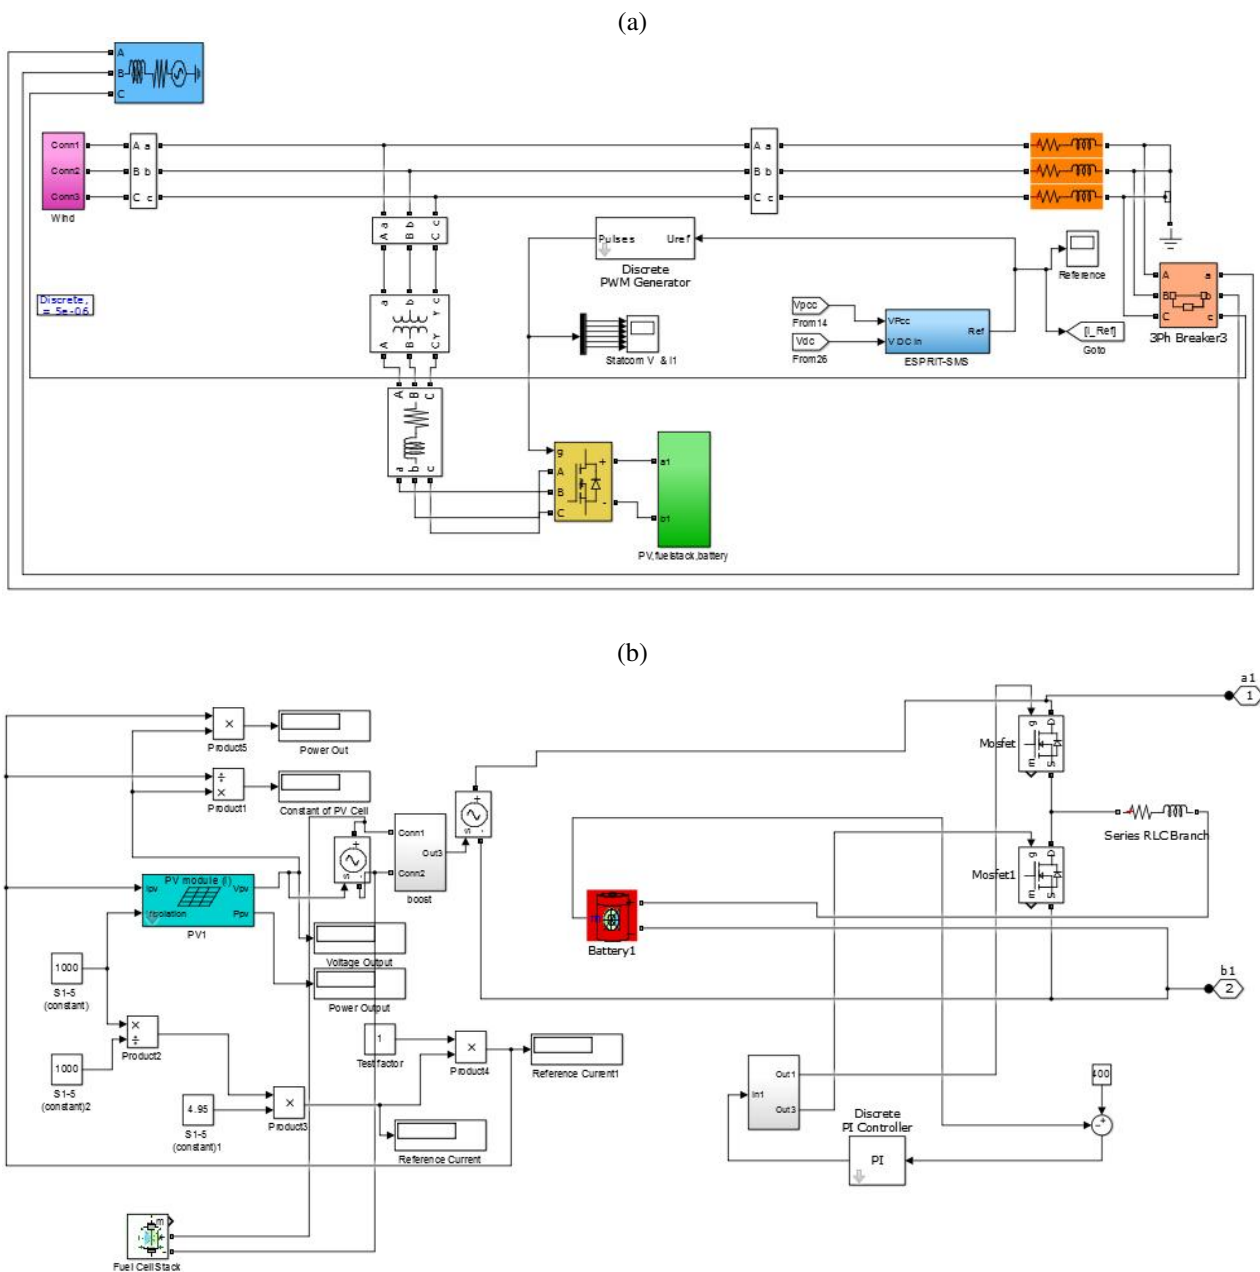 (a)
A
B
C
Conn1
Conn2
Conn3
Wind
A a
B b
C c
A a
B b
C c
A a
B b
C c
a b c
Y
A B C Y
A B C
a b c
Pulses Uref
Discrete
PWM Generator
Reference
Discrete,
= 5e-06
Vpcc
From14
Vdc
From26
VPcc
V DC in
Ref
ESPRIT-SMS
[I_Ref]
Goto
A a
B b
C c
3Ph Breaker3
Statcom V & I1
g
A
B
C
+
-
a1
b1
PV,fuelstack,battery
(b)
a1
1
Product5
Power Out
Product1
Constant of PV Cell
Mosfet
g D
m S
Series RLC Branch
Mosfet1
g D
m S
Conn1
Conn2
Out3
boost
s + -
s + -
PV module (I)
Ipv Vpv
Insolation Ppv
PV1
Voltage Output
Power Output
m
+
-
Battery1
b1
2
1000
S1-5
(constant)
Product2
1000
S1-5
(constant)2
4.95
S1-5
(constant)1
Product3
1
Test factor
Product4
Reference Current1
Reference Current
In1
Out1
Out3
Discrete
PI Controller
PI
400
m
+
-
Fuel Cell Stack